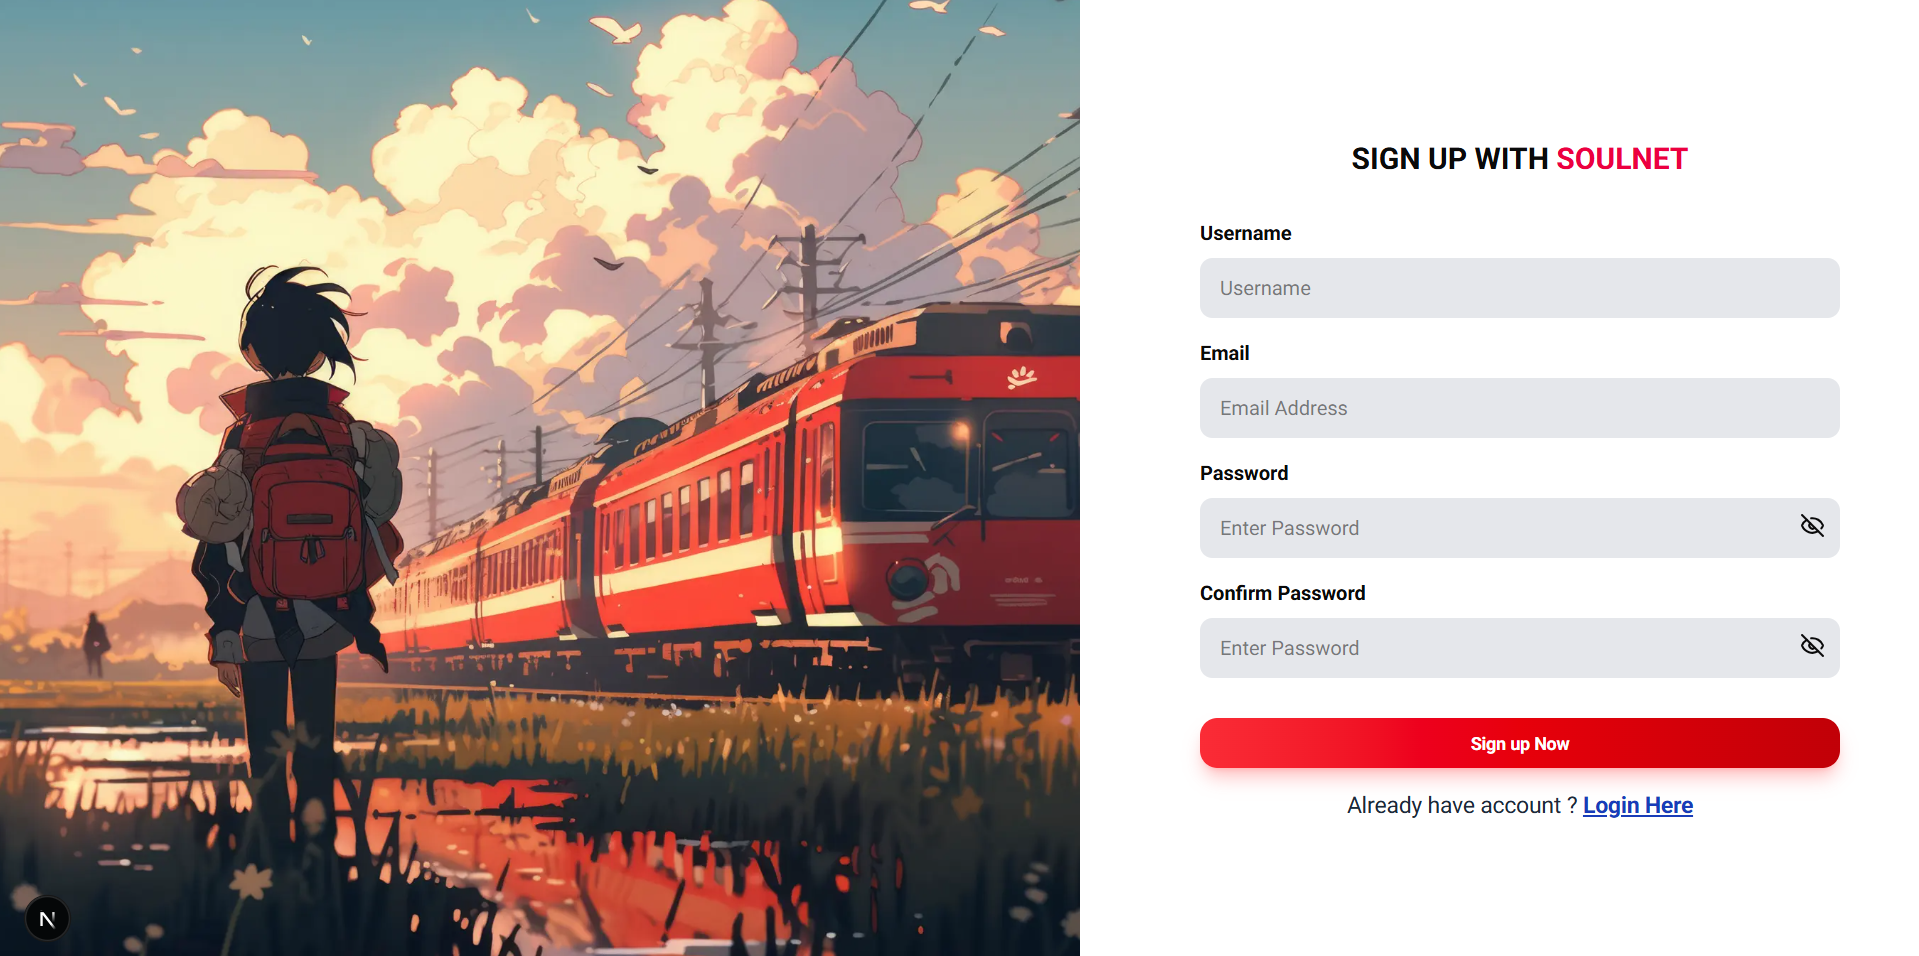 SIGN UP WITH SOULNET
Username
Username
Email
Email Address
Password
Enter Password
Confirm Password
Enter Password
Sign up Now
Already have account ? Login Here
N